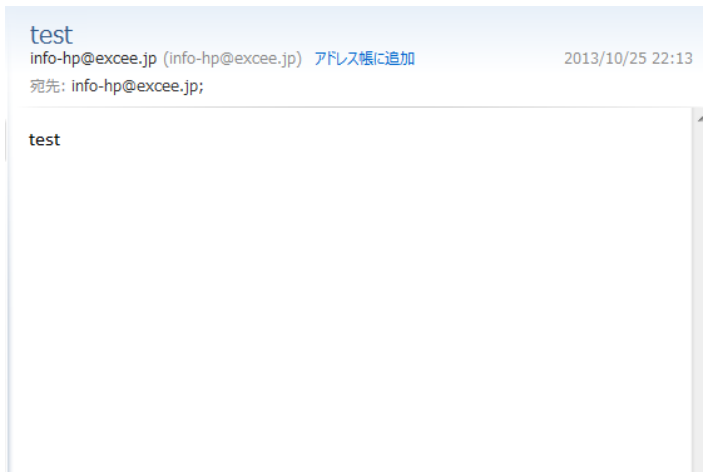 test
info-hp@excee.jp (info-hp@excee.jp) アドレス帳に追加 2013/10/25 22:13
宛先: info-hp@excee.jp;
test